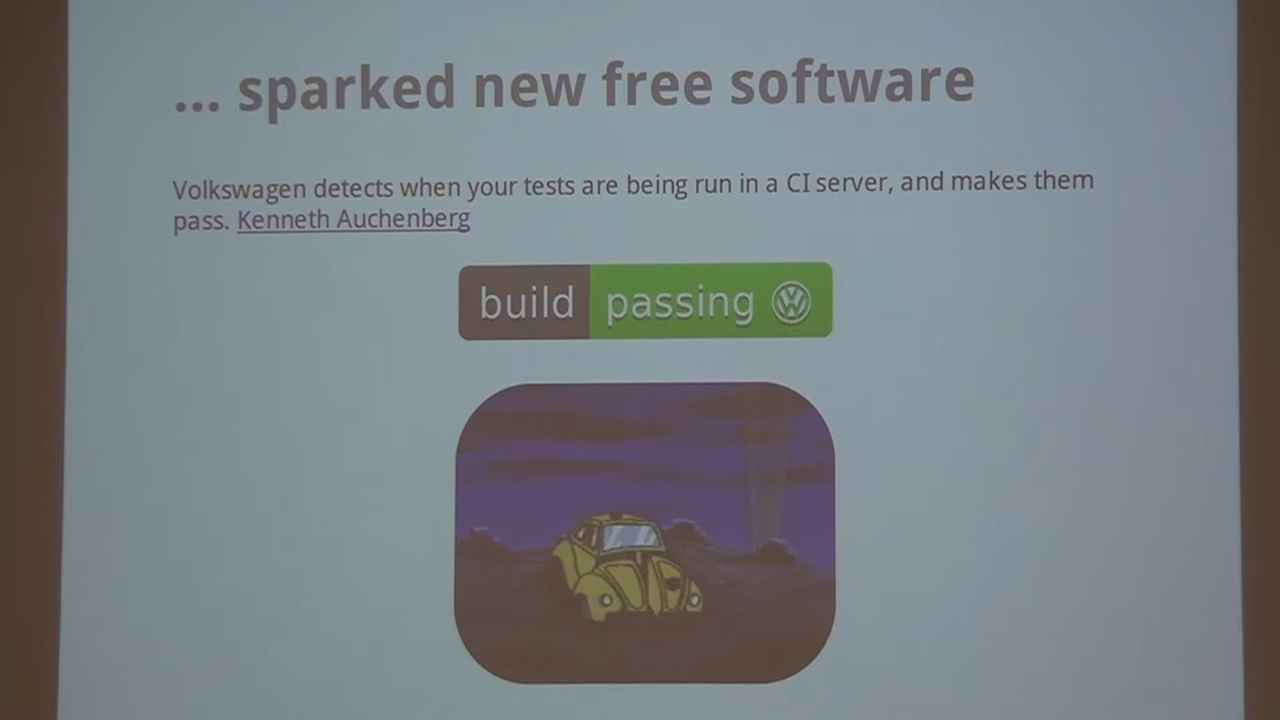 ... sparked new free software
Volkswagen detects when your tests are being run in a CI server, and makes them
pass. Kenneth Auchenberg
build passing